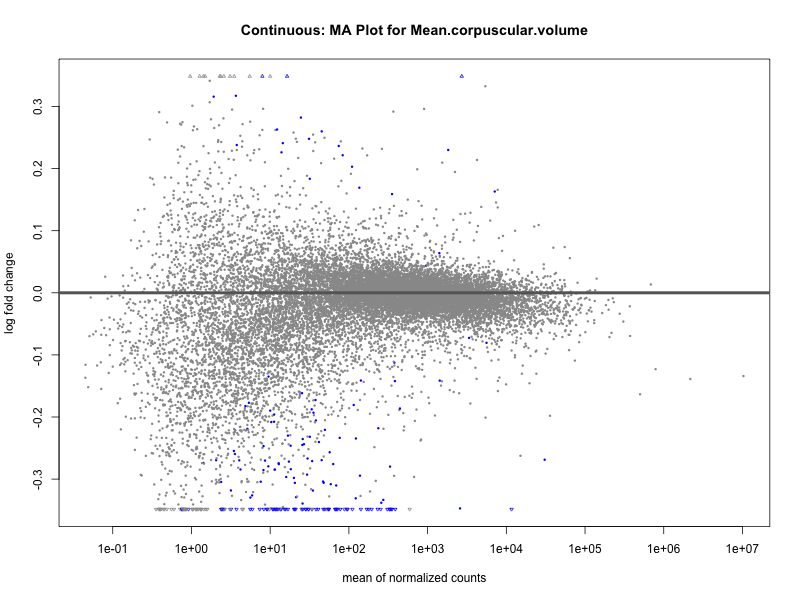 Continuous: MA Plot for Mean.corpuscular.volume
log fold change
0.3
0.2
0.1
0.0
-0.1
-0.2
-0.3
1e-01 1e+00 1e+01 1e+02 1e+03 1e+04 1e+05 1e+06 1e+07
mean of normalized counts